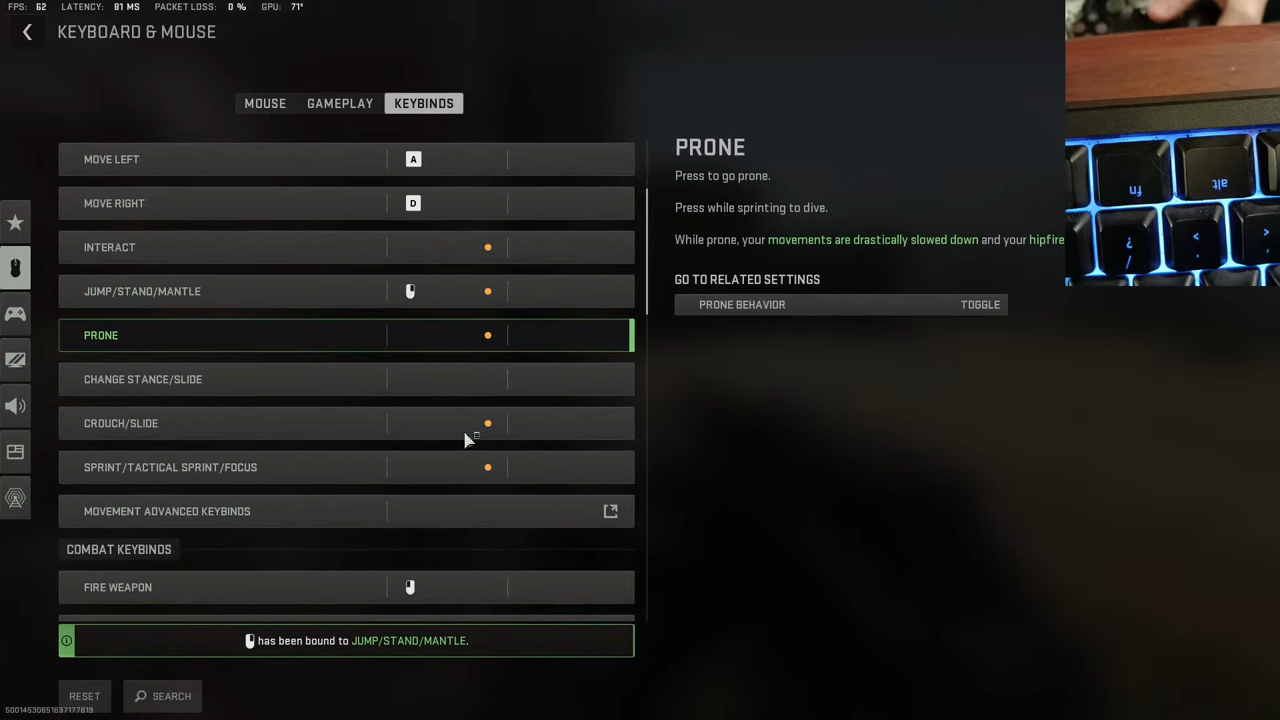 FPS: 62 LATENCY: 81 MS PACKET LOSS: 0 % GPU: 71°
KEYBOARD & MOUSE
MOUSE GAMEPLAY KEYBINDS
MOVE LEFT A
MOVE RIGHT D
INTERACT
JUMP/STAND/MANTLE
PRONE
CHANGE STANCE/SLIDE
CROUCH/SLIDE
SPRINT/TACTICAL SPRINT/FOCUS
MOVEMENT ADVANCED KEYBINDS
COMBAT KEYBINDS
FIRE WEAPON
has been bound to JUMP/STAND/MANTLE.
RESET SEARCH
50014530651637177819
PRONE
Press to go prone.
Press while sprinting to dive.
While prone, your movements are drastically slowed down and your hipfire
GO TO RELATED SETTINGS
PRONE BEHAVIOR TOGGLE
fn alt
? < >
/ , .